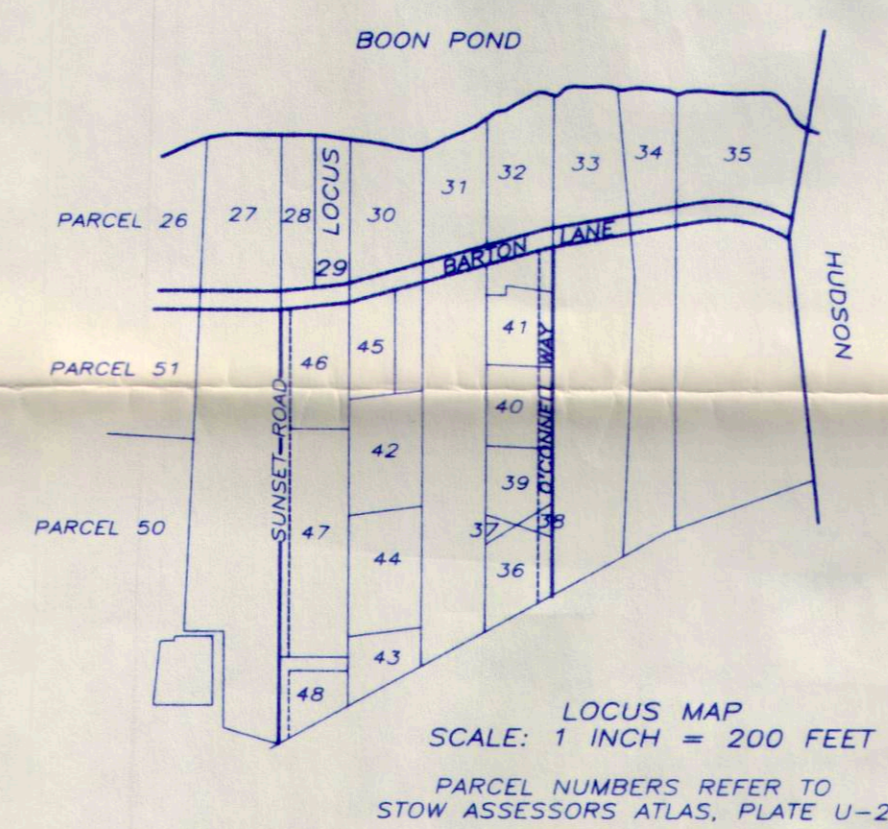 BOON POND
PARCEL 26
27
28
LOCUS
29
30
31
32
33
34
35
BARTON LANE
HUDSON
PARCEL 51
SUNSET ROAD
46
45
41
O'CONNELL WAY
40
42
39
PARCEL 50
47
37
38
44
36
43
48
LOCUS MAP
SCALE: 1 INCH = 200 FEET
PARCEL NUMBERS REFER TO
STOW ASSESSORS ATLAS, PLATE U-2